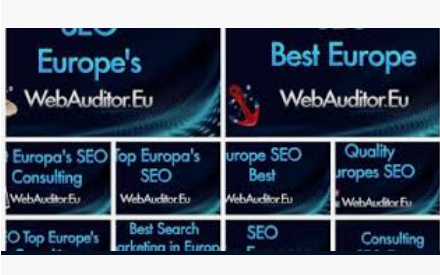 SEO
Europe's
WebAuditor.Eu
Best Europe
WebAuditor.Eu
Europa's SEO
Consulting
WebAuditor.Eu
Top Europa's
SEO
WebAuditor.Eu
urope SEO
Best
WebAuditor.Eu
Quality
uropes SEO
WebAuditor.Eu
O Top Europe's
Best Search
arketing in Europ
SEO
Consulting